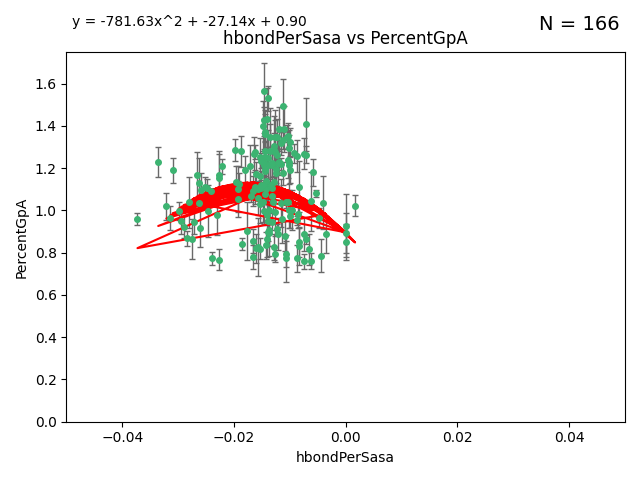 y = -781.63x^2 + -27.14x + 0.90
N = 166
hbondPerSasa vs PercentGpA
PercentGpA
1.6
1.4
1.2
1.0
0.8
0.6
0.4
0.2
0.0
−0.04
−0.02
0.00
0.02
0.04
hbondPerSasa